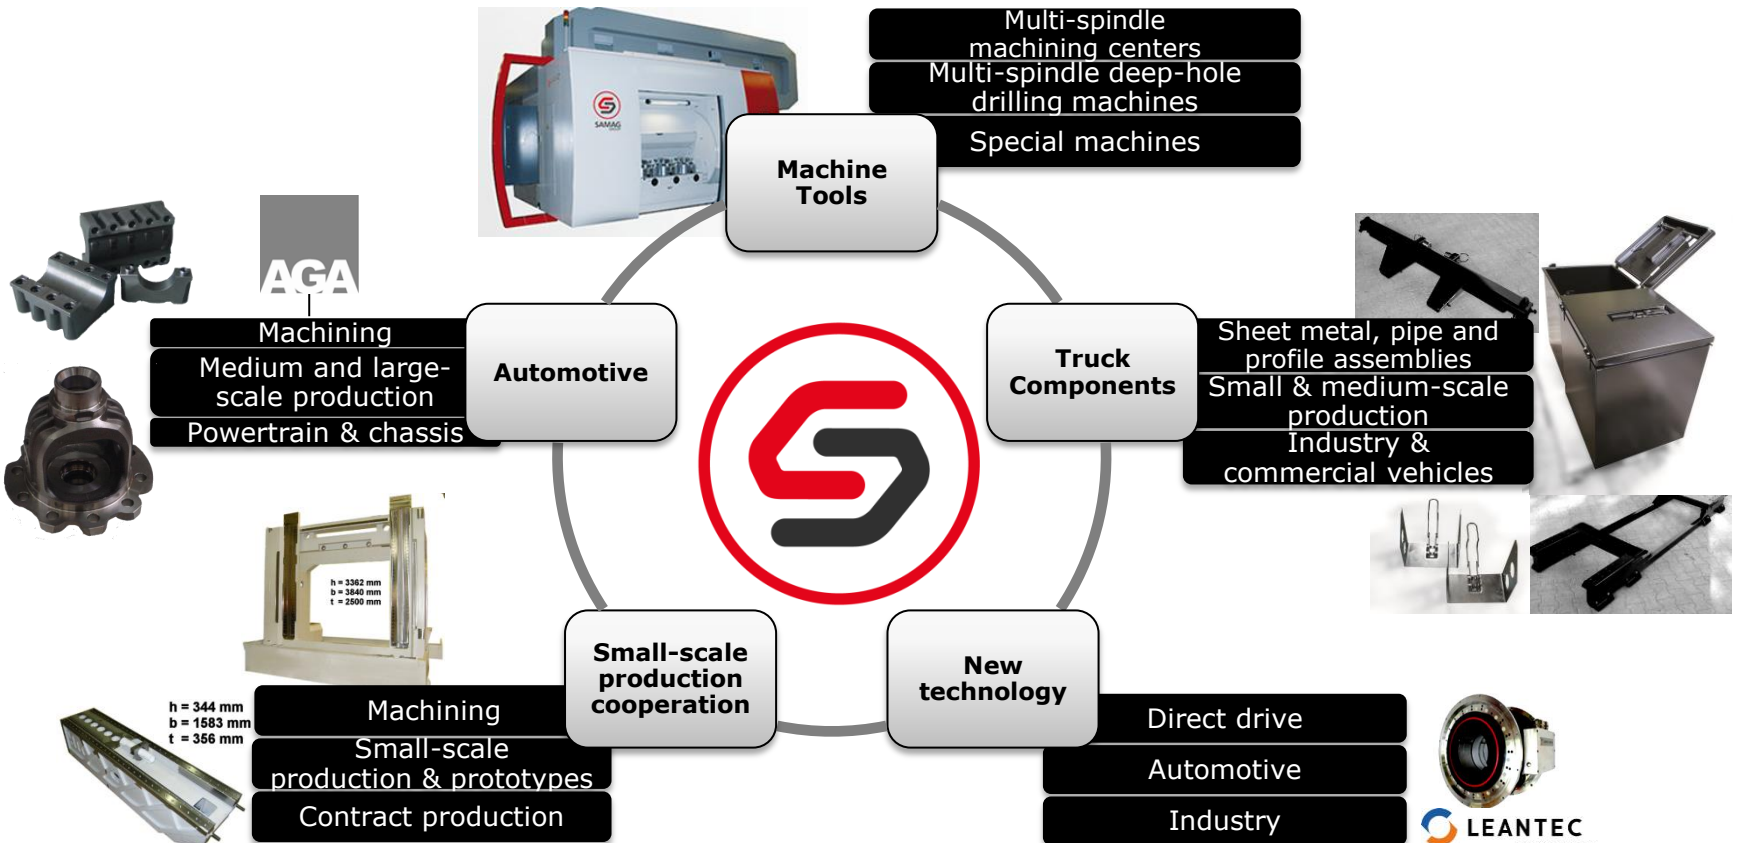 Multi-spindle
machining centers
Multi-spindle deep-hole
drilling machines
Special machines
SAMAG
Machine
Tools
AGA
Machining
Medium and large-
scale production
Powertrain & chassis
Automotive
Truck
Components
Sheet metal, pipe and
profile assemblies
Small & medium-scale
production
Industry &
commercial vehicles
h = 3362 mm
b = 3840 mm
t = 2500 mm
Small-scale
production
cooperation
h = 344 mm
b = 1583 mm
t = 356 mm
Machining
Small-scale
production & prototypes
Contract production
New
technology
Direct drive
Automotive
Industry
LEANTEC